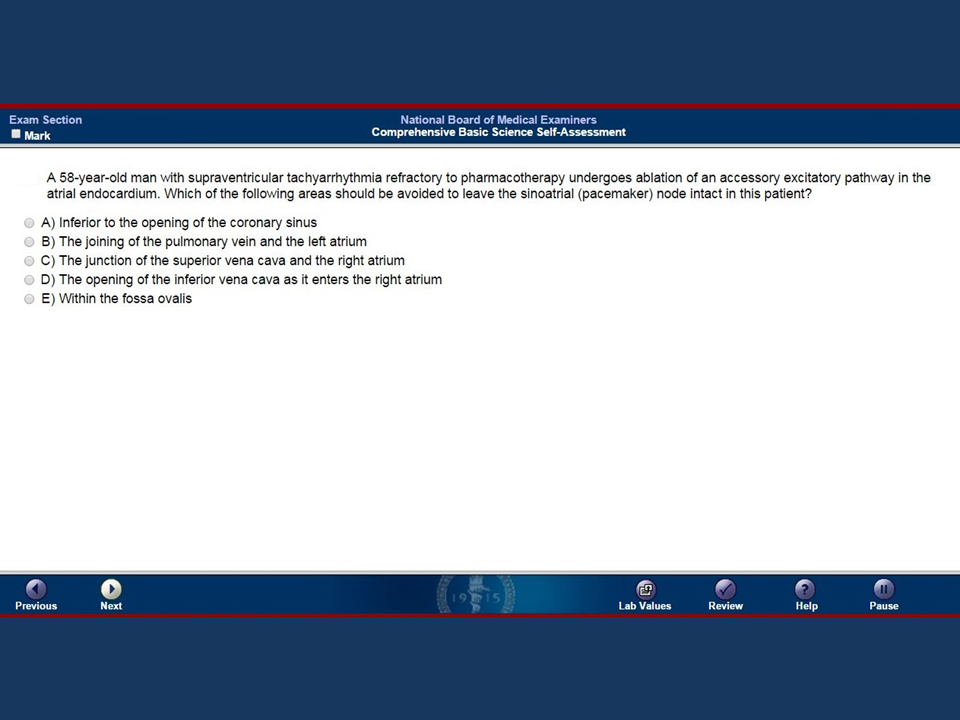 Exam Section
Mark
National Board of Medical Examiners
Comprehensive Basic Science Self-Assessment
A 58-year-old man with supraventricular tachyarrhythmia refractory to pharmacotherapy undergoes ablation of an accessory excitatory pathway in the
atrial endocardium. Which of the following areas should be avoided to leave the sinoatrial (pacemaker) node intact in this patient?
A) Inferior to the opening of the coronary sinus
B) The joining of the pulmonary vein and the left atrium
C) The junction of the superior vena cava and the right atrium
D) The opening of the inferior vena cava as it enters the right atrium
E) Within the fossa ovalis
Previous
Next
1915
Lab Values
Review
Help
Pause